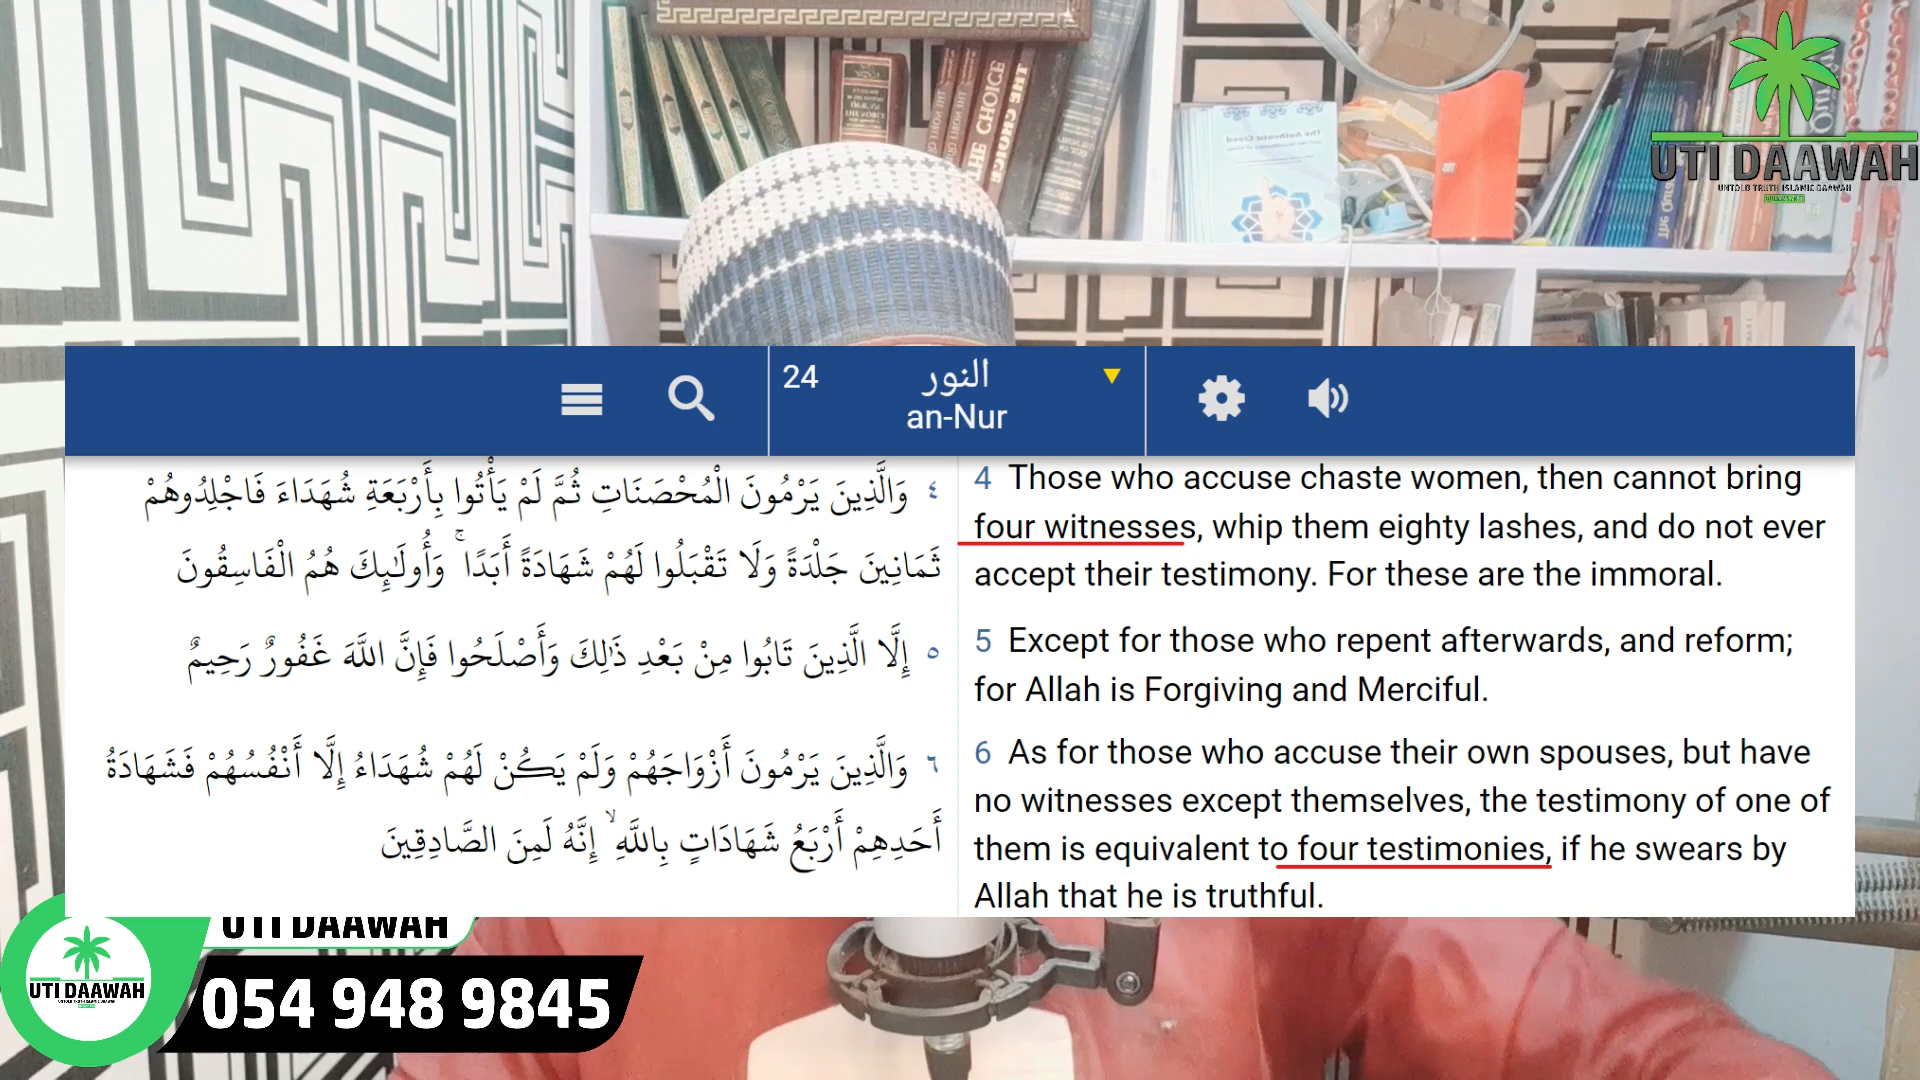 THE CHOICE
UTI DAAWAH
UNTOLD TRUTH ISLAMIC DAAWAH
24
النور
an-Nur
٤ وَالَّذِينَ يَرْمُونَ الْمُحْصَنَاتِ ثُمَّ لَمْ يَأْتُوا بِأَرْبَعَةِ شُهَدَاءَ فَاجْلِدُوهُمْ
ثَمَانِينَ جَلْدَةً وَلَا تَقْبَلُوا لَهُمْ شَهَادَةً أَبَدًا ۚ وَأُولَٰئِكَ هُمُ الْفَاسِقُونَ
٥ إِلَّا الَّذِينَ تَابُوا مِنْ بَعْدِ ذَٰلِكَ وَأَصْلَحُوا فَإِنَّ اللَّهَ غَفُورٌ رَحِيمٌ
٦ وَالَّذِينَ يَرْمُونَ أَزْوَاجَهُمْ وَلَمْ يَكُنْ لَهُمْ شُهَدَاءُ إِلَّا أَنْفُسُهُمْ فَشَهَادَةُ
أَحَدِهِمْ أَرْبَعُ شَهَادَاتٍ بِاللَّهِ ۙ إِنَّهُ لَمِنَ الصَّادِقِينَ
4 Those who accuse chaste women, then cannot bring
four witnesses, whip them eighty lashes, and do not ever
accept their testimony. For these are the immoral.
5 Except for those who repent afterwards, and reform;
for Allah is Forgiving and Merciful.
6 As for those who accuse their own spouses, but have
no witnesses except themselves, the testimony of one of
them is equivalent to four testimonies, if he swears by
Allah that he is truthful.
UTI DAAWAH
UTI DAAWAH
054 948 9845